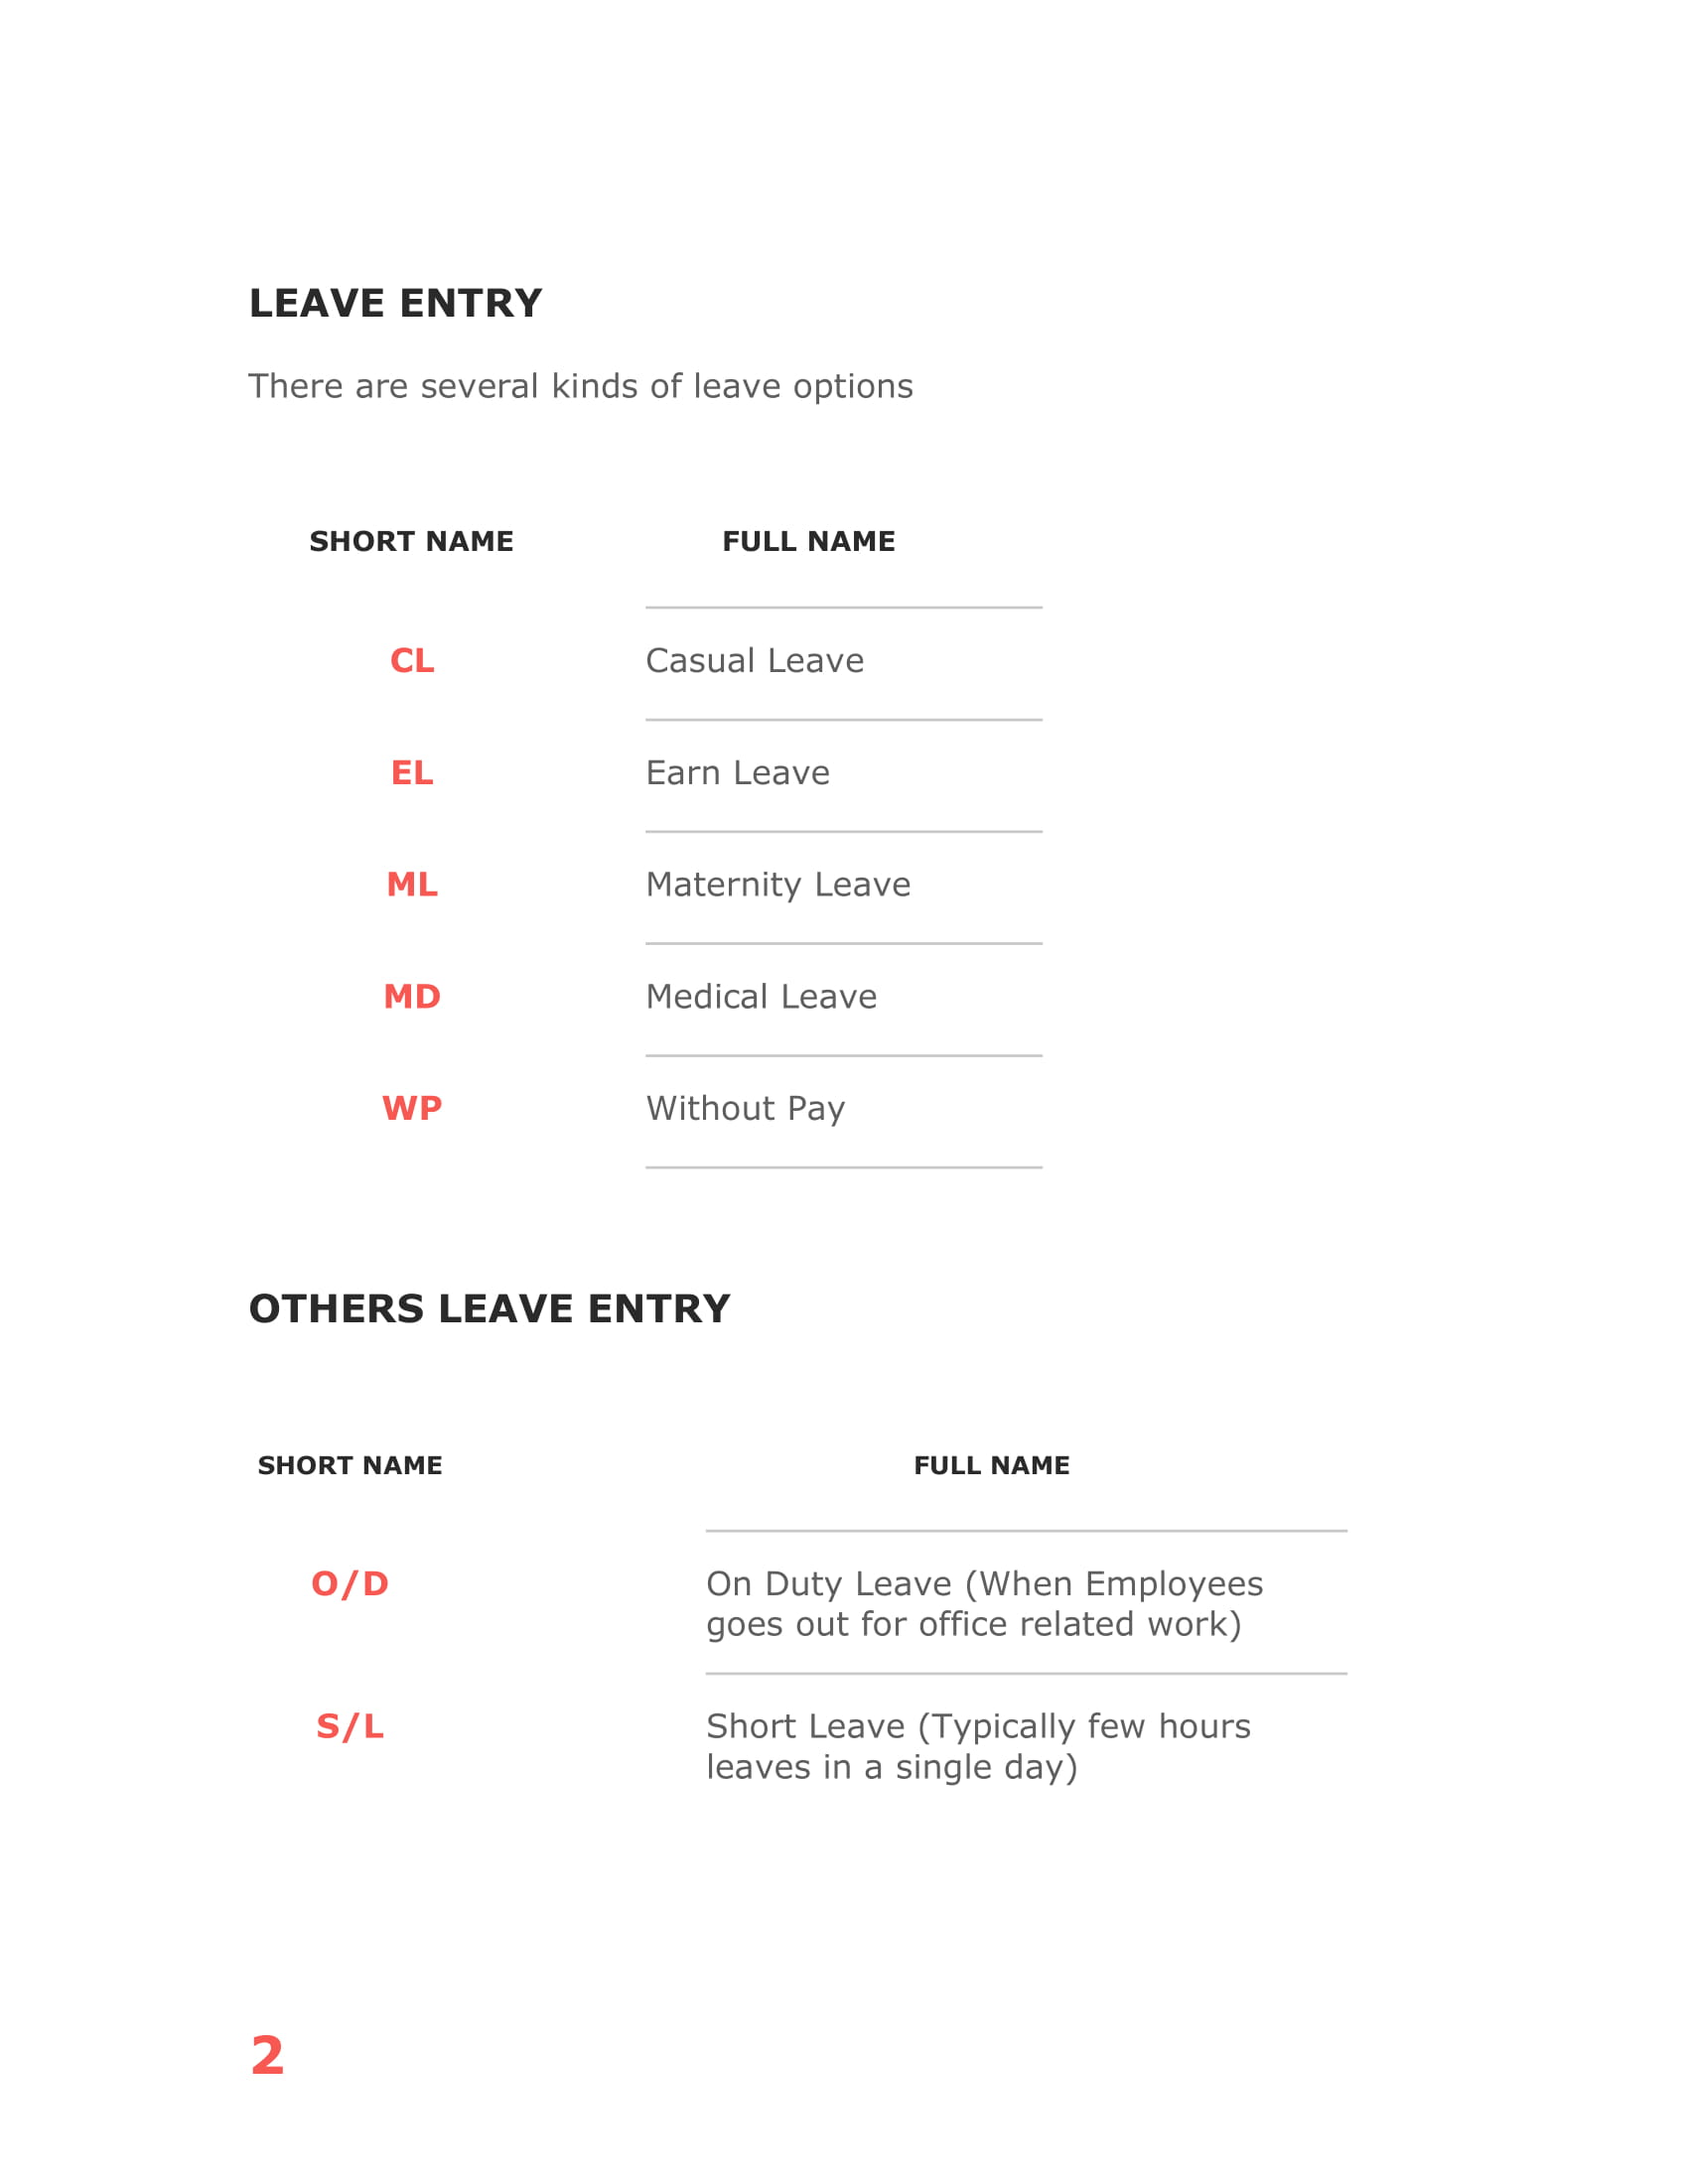 LEAVE ENTRY
There are several kinds of leave options
SHORT NAME FULL NAME
CL Casual Leave
EL Earn Leave
ML Maternity Leave
MD Medical Leave
WP Without Pay
OTHERS LEAVE ENTRY
SHORT NAME FULL NAME
O/D On Duty Leave (When Employees
goes out for office related work)
S/L Short Leave (Typically few hours
leaves in a single day)
2